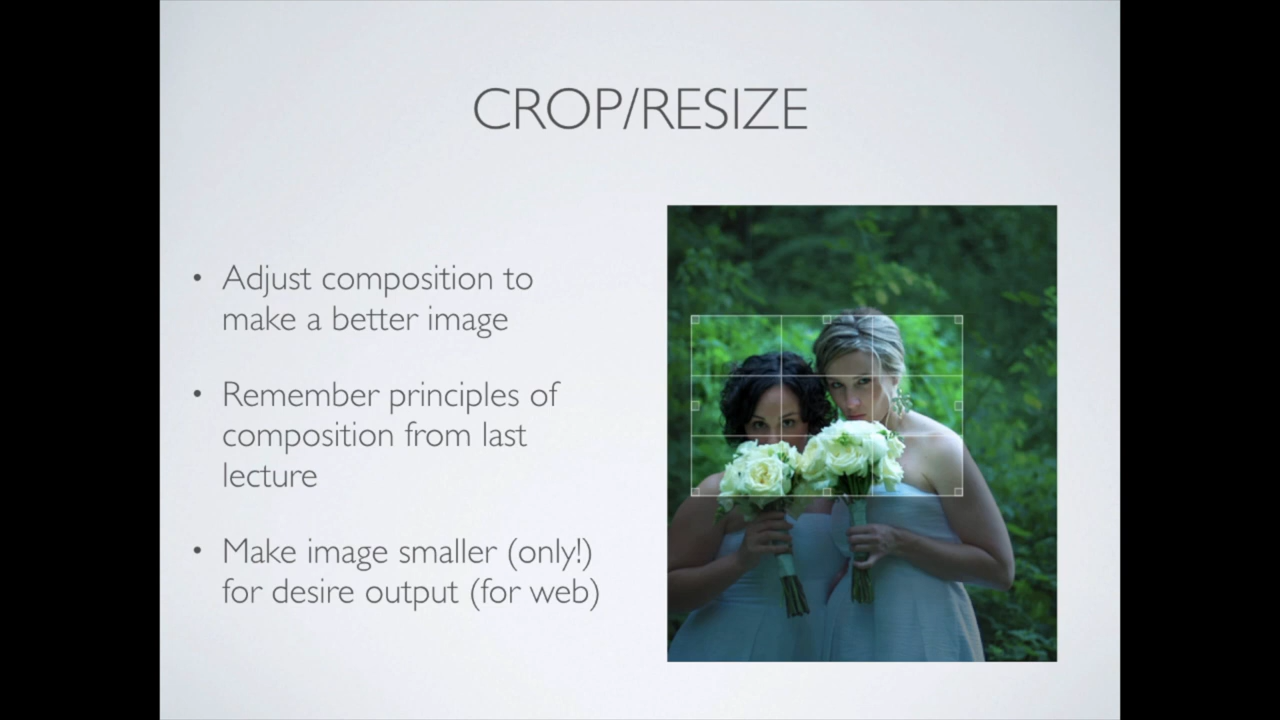 CROP/RESIZE
• Adjust composition to
make a better image
• Remember principles of
composition from last
lecture
• Make image smaller (only!)
for desire output (for web)